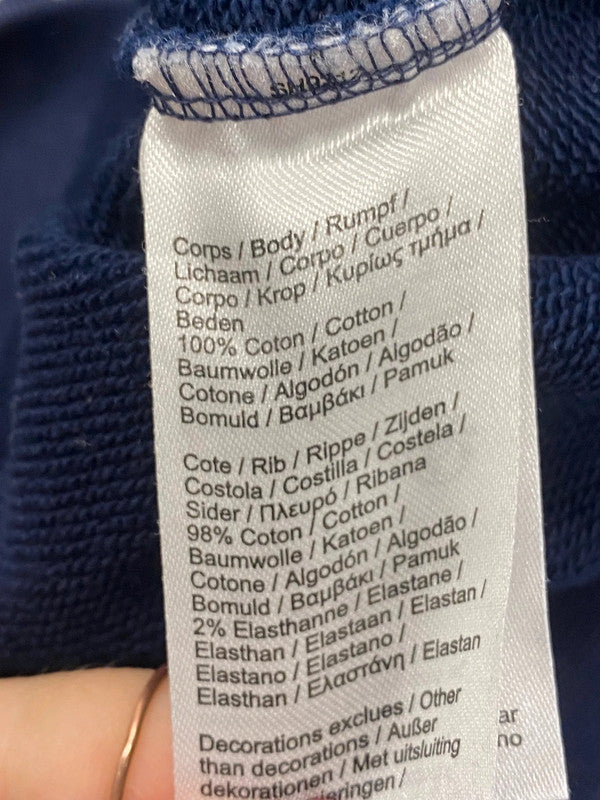 Corps / Body / Rumpf /
Lichaam / Corpo / Cuerpo /
Corpo / Krop / Κυρίως τμήμα /
Beden
100% Coton / Cotton /
Baumwolle / Katoen /
Cotone / Algodón / Algodão /
Bomuld / Βαμβάκι / Pamuk
Cote / Rib / Rippe / Zijden /
Costola / Costilla / Costela /
Sider / Πλευρό / Ribana
98% Coton / Cotton /
Baumwolle / Katoen /
Cotone / Algodón / Algodão /
Bomuld / Βαμβάκι / Pamuk
2% Elasthanne / Elastane /
Elasthan / Elastaan / Elastan /
Elastano / Elastano /
Elasthan / Ελαστάνη / Elastan
Decorations exclues / Other
than decorations / Außer
dekorationen / Met uitsluiting
ar
no